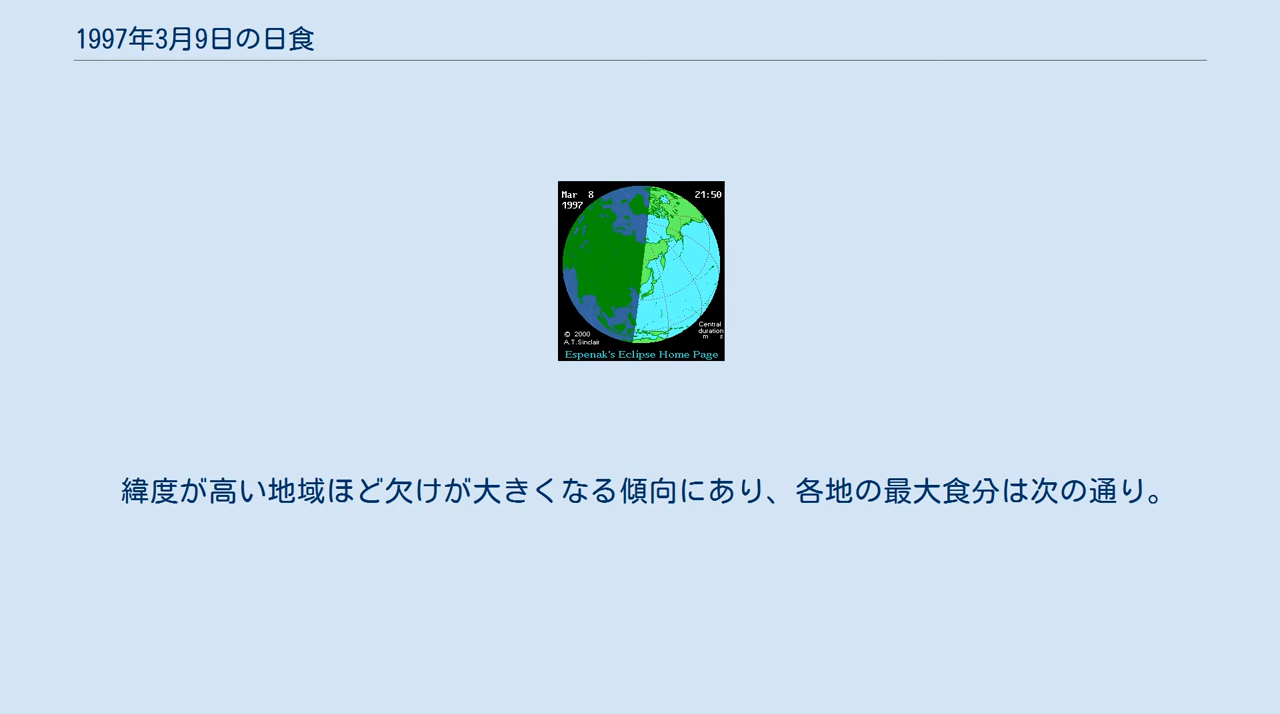 1997年3月9日の日食
Mar 8 21:50
1997
Central
duration
m s
© 2000
A.T.Sinclair
Espenak's Eclipse Home Page
緯度が高い地域ほど欠けが大きくなる傾向にあり、各地の最大食分は次の通り。